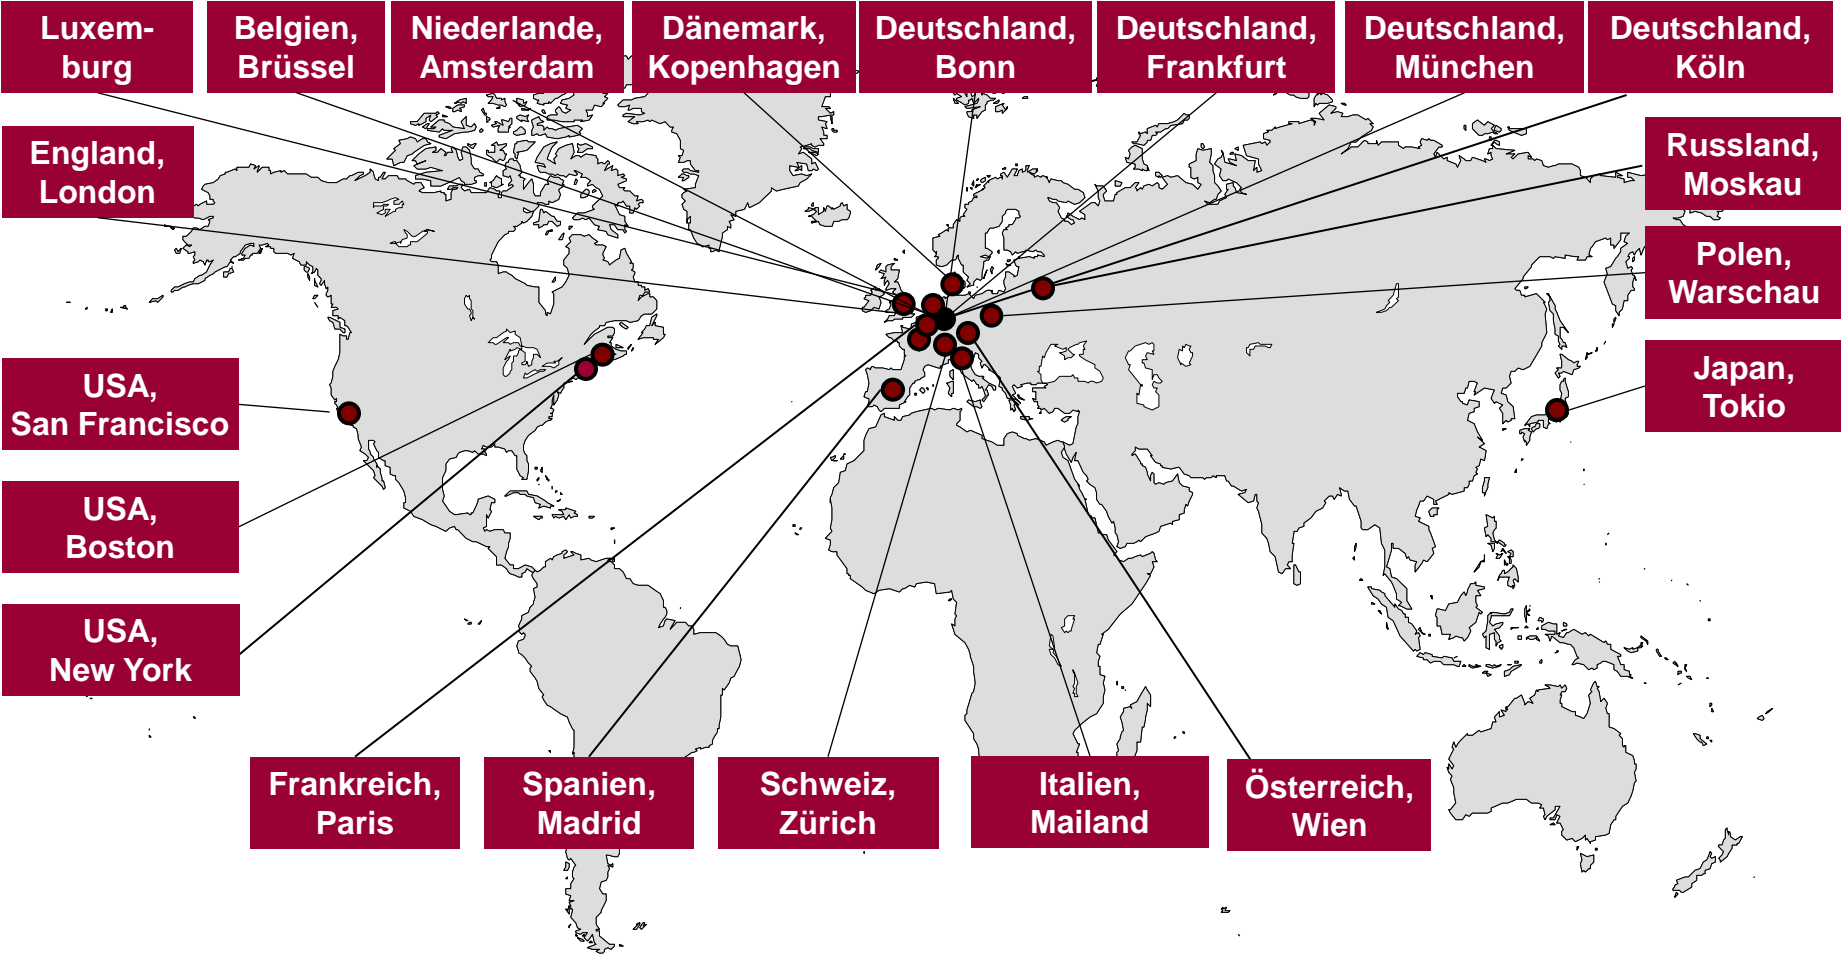 Luxem-
burg
Belgien,
Brüssel
Niederlande,
Amsterdam
Dänemark,
Kopenhagen
Deutschland,
Bonn
Deutschland,
Frankfurt
Deutschland,
München
Deutschland,
Köln
England,
London
Russland,
Moskau
Polen,
Warschau
USA,
San Francisco
Japan,
Tokio
USA,
Boston
USA,
New York
Frankreich,
Paris
Spanien,
Madrid
Schweiz,
Zürich
Italien,
Mailand
Österreich,
Wien